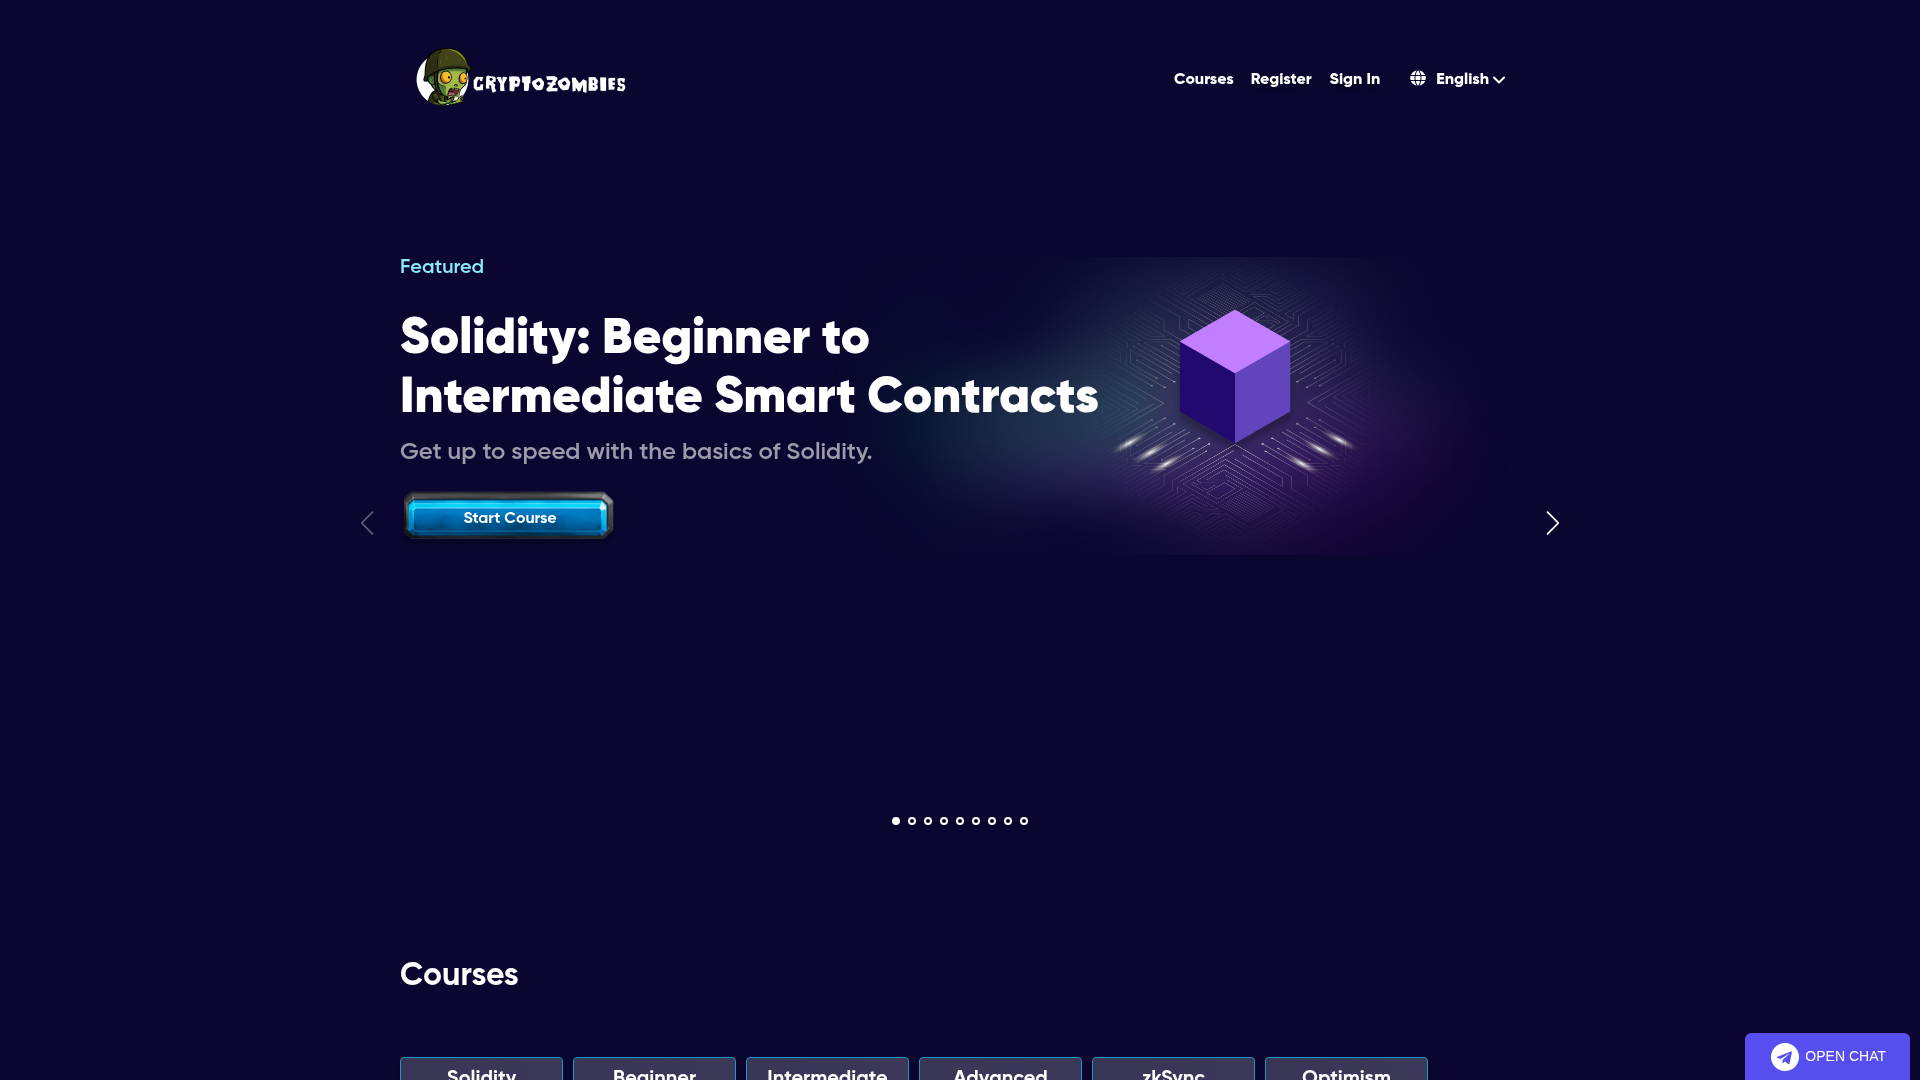 CRYPTOZOMBIES
Courses Register Sign In English
Featured
Solidity: Beginner to
Intermediate Smart Contracts
Get up to speed with the basics of Solidity.
Start Course
Courses
Solidity Beginner Intermediate Advanced zkSync Optimism
OPEN CHAT